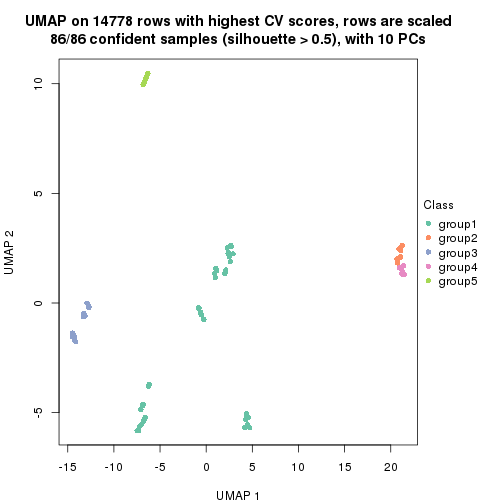 UMAP on 14778 rows with highest CV scores, rows are scaled
86/86 confident samples (silhouette > 0.5), with 10 PCs
10
5
0
-5
UMAP 2
-15
-10
-5
0
5
10
15
20
UMAP 1
Class
group1
group2
group3
group4
group5